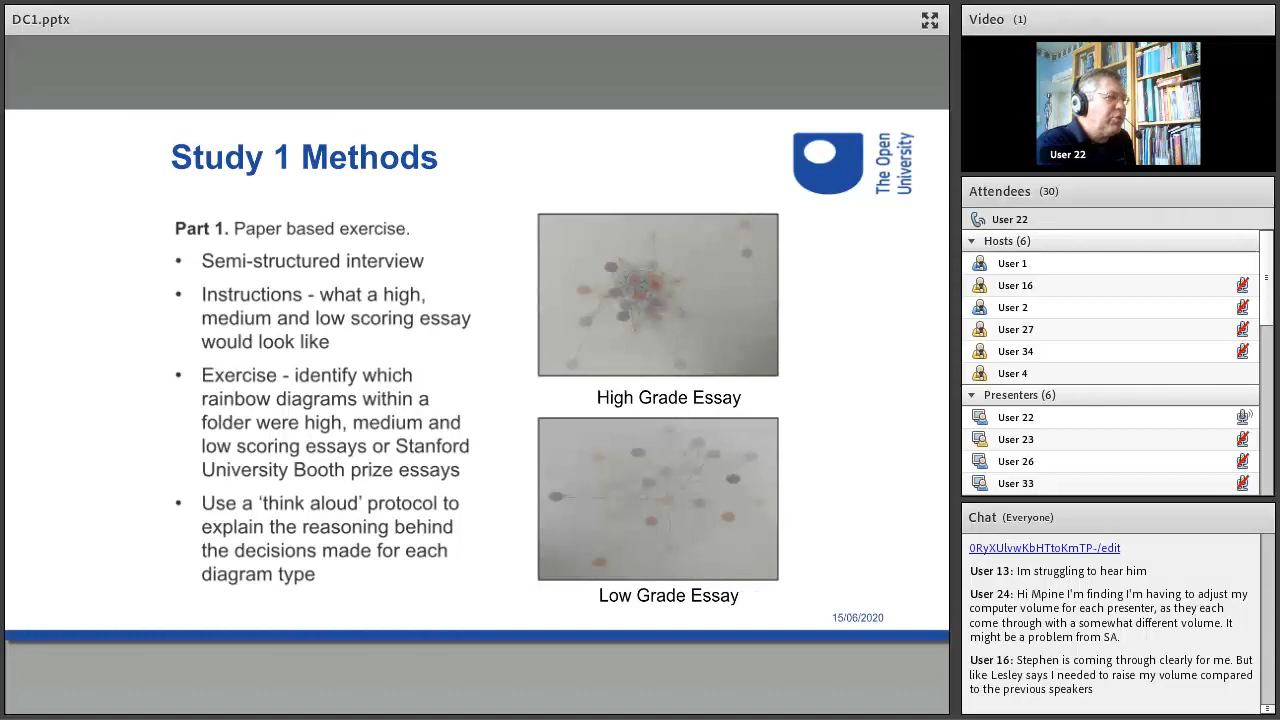 DC1.pptx
Study 1 Methods
The Open
University
Part 1. Paper based exercise.
• Semi-structured interview
• Instructions - what a high,
medium and low scoring essay
would look like
• Exercise - identify which
rainbow diagrams within a
folder were high, medium and
low scoring essays or Stanford
University Booth prize essays
• Use a ‘think aloud’ protocol to
explain the reasoning behind
the decisions made for each
diagram type
High Grade Essay
Low Grade Essay
15/06/2020
Video (1)
User 22
Attendees (30)
User 22
Hosts (6)
User 1
User 16
User 2
User 27
User 34
User 4
Presenters (6)
User 22
User 23
User 26
User 33
Chat (Everyone)
0RyXUlvwKbHTtoKmTP-/edit
User 13: Im struggling to hear him
User 24: Hi Mpine I'm finding I'm having to adjust my
computer volume for each presenter, as they each
come through with a somewhat different volume. It
might be a problem from SA.
User 16: Stephen is coming through clearly for me. But
like Lesley says I needed to raise my volume compared
to the previous speakers